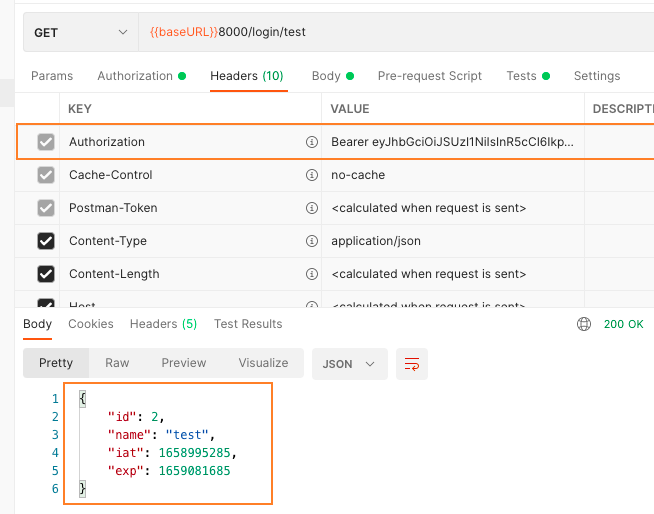 GET {{baseURL}}8000/login/test
Params Authorization Headers (10) Body Pre-request Script Tests Settings
KEY VALUE DESCRIPTI
Authorization Bearer eyJhbGciOiJSUzI1NiIsInR5cCI6Ikp...
Cache-Control no-cache
Postman-Token <calculated when request is sent>
Content-Type application/json
Content-Length <calculated when request is sent>
Host <calculated when request is sent>
Body Cookies Headers (5) Test Results 200 OK
Pretty Raw Preview Visualize JSON
1 {
2 "id": 2,
3 "name": "test",
4 "iat": 1658995285,
5 "exp": 1659081685
6 }